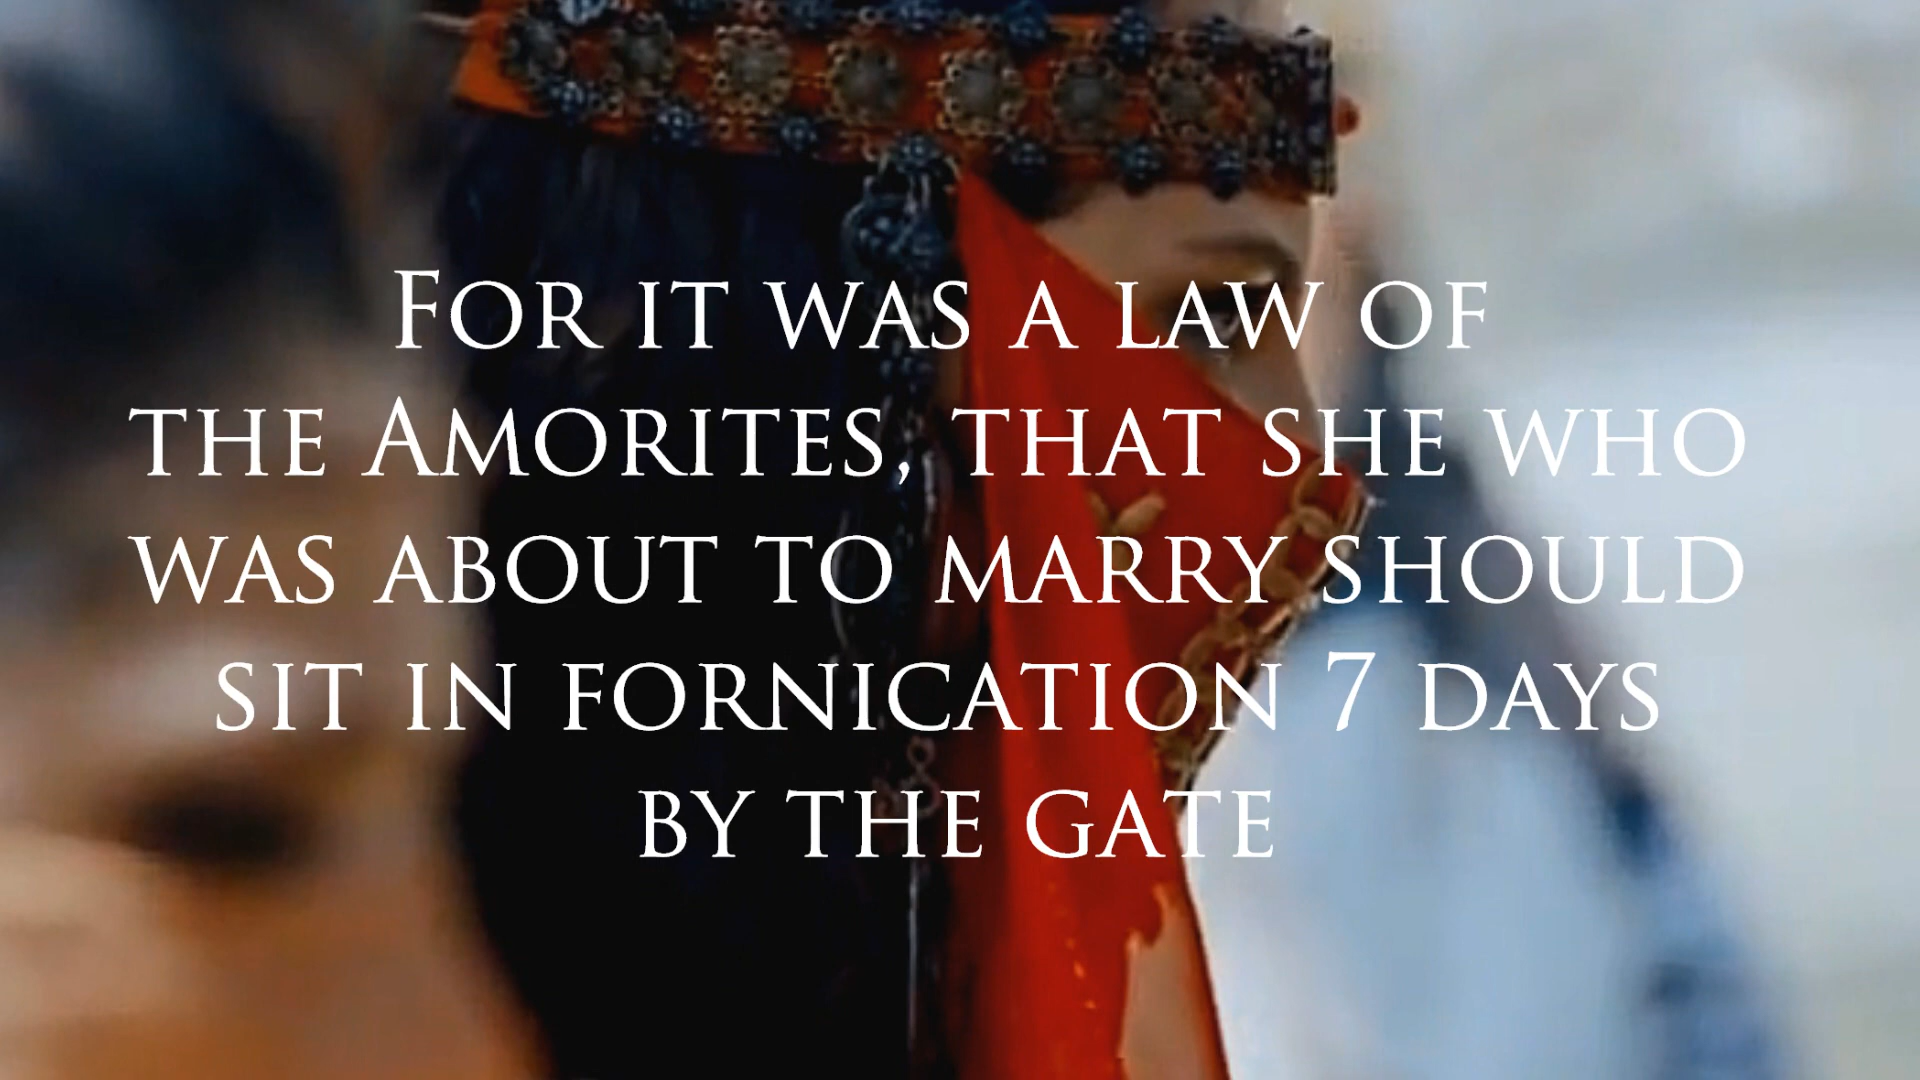 For it was a law of
the Amorites, that she who
was about to marry should
sit in fornication 7 days
by the gate